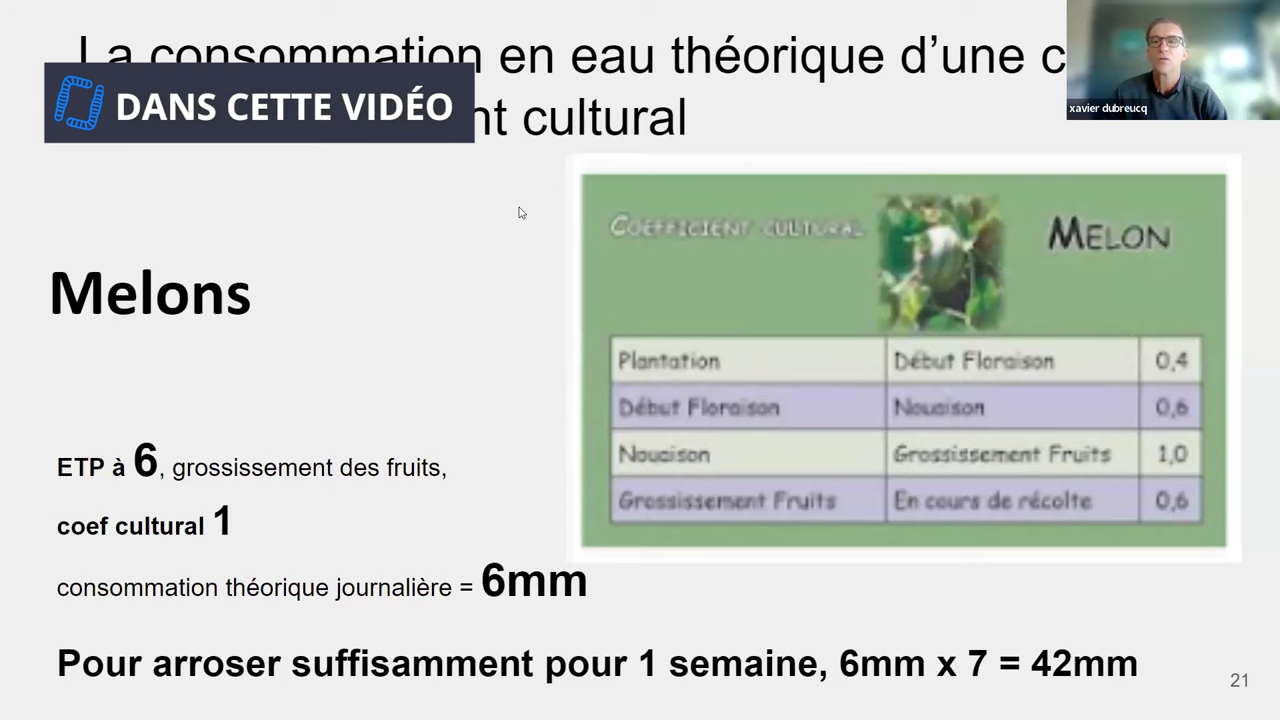 La consommation en eau théorique d’une c
nt cultural
DANS CETTE VIDÉO
xavier dubreucq
COEFFICIENT CULTURAL
MELON
Melons
Plantation Début Floraison 0,4
Début Floraison Nouaison 0,6
Nouaison Grossissement Fruits 1,0
Grossissement Fruits En cours de récolte 0,6
ETP à 6, grossissement des fruits,
coef cultural 1
consommation théorique journalière = 6mm
Pour arroser suffisamment pour 1 semaine, 6mm x 7 = 42mm
21